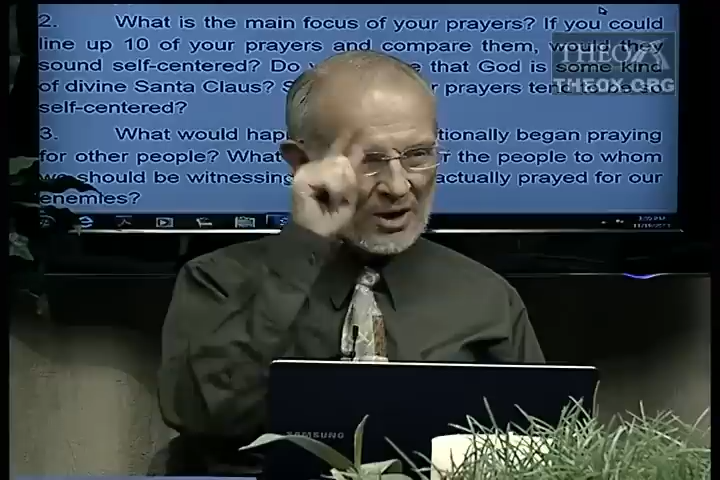 2. What is the main focus of your prayers? If you could
line up 10 of your prayers and compare them, would they
sound self-centered? Do that God is some kind
of divine Santa Claus? prayers tend to be so
self-centered?
3. What would began praying
for other people? What the people to whom
we should be witnessing actually prayed for our
enemies?
THEOX
THEOX.ORG
SAMSUNG